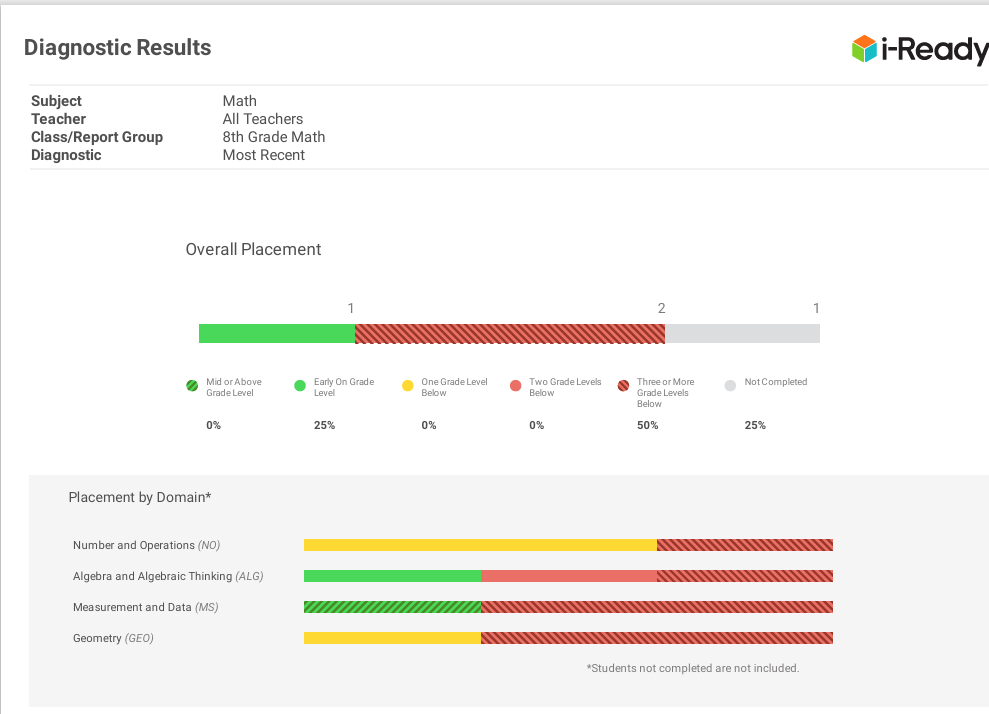 Diagnostic Results
i-Ready
Subject Math
Teacher All Teachers
Class/Report Group 8th Grade Math
Diagnostic Most Recent
Overall Placement
1 2 1
Mid or Above Early On Grade One Grade Level Two Grade Levels Three or More Not Completed
Grade Level Level Below Below Grade Levels
Below
0% 25% 0% 0% 50% 25%
Placement by Domain*
Number and Operations (NO)
Algebra and Algebraic Thinking (ALG)
Measurement and Data (MS)
Geometry (GEO)
*Students not completed are not included.